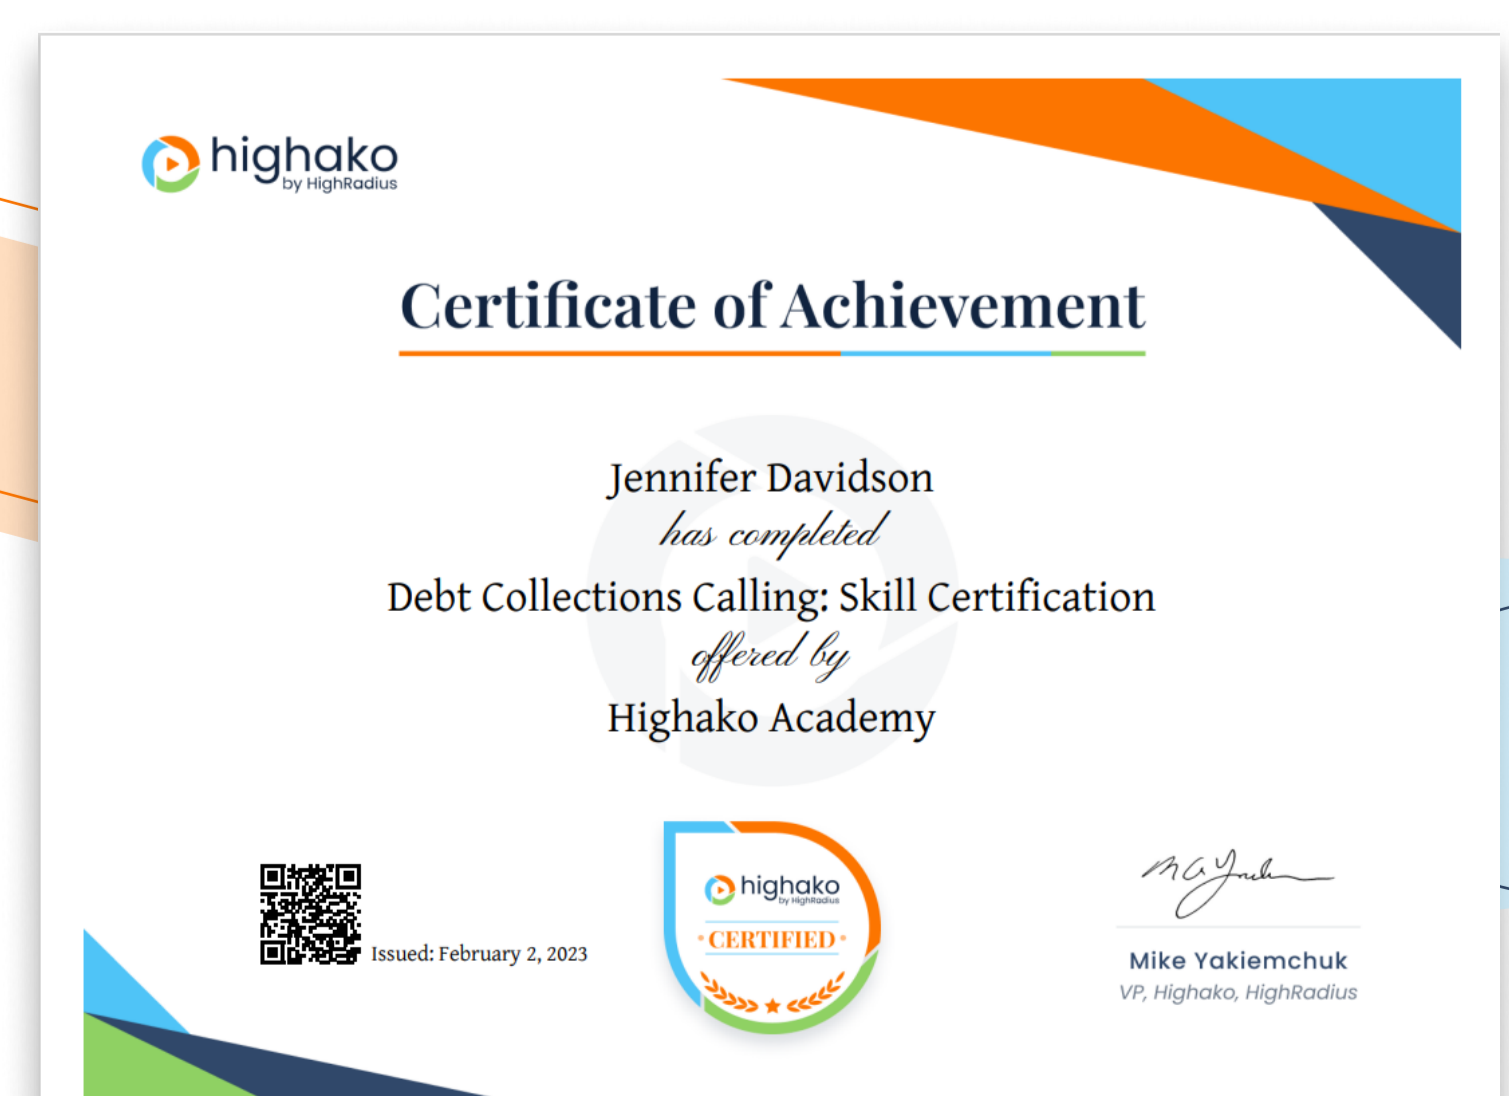 highako
by HighRadius
Certificate of Achievement
Jennifer Davidson
has completed
Debt Collections Calling: Skill Certification
offered by
Highako Academy
highako
by HighRadius
CERTIFIED
Issued: February 2, 2023
Mike Yakiemchuk
VP, Highako, HighRadius